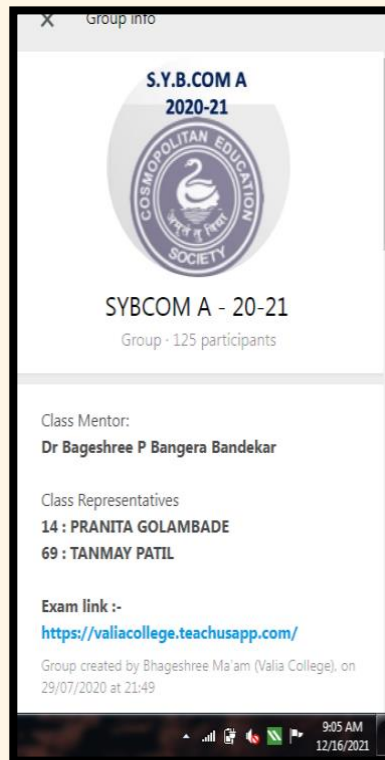 Group info
S.Y.B.COM A
2020-21
COSMOPOLITAN EDUCATION
SOCIETY
SYBCOM A - 20-21
Group · 125 participants
Class Mentor:
Dr Bageshree P Bangera Bandekar
Class Representatives
14 : PRANITA GOLAMBADE
69 : TANMAY PATIL
Exam link :-
https://valiacollege.teachusapp.com/
Group created by Bhageshree Ma'am (Valia College), on
29/07/2020 at 21:49
9:05 AM
12/16/2021